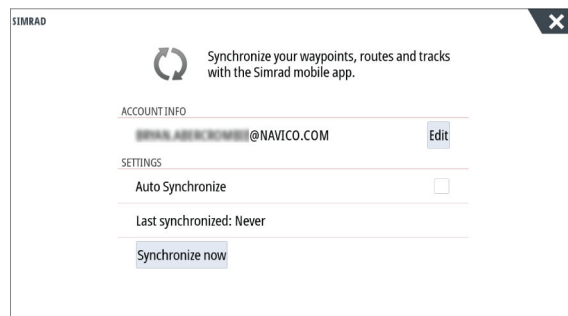 SIMRAD
Synchronize your waypoints, routes and tracks
with the Simrad mobile app.
ACCOUNT INFO
@NAVICO.COM
Edit
SETTINGS
Auto Synchronize
Last synchronized: Never
Synchronize now